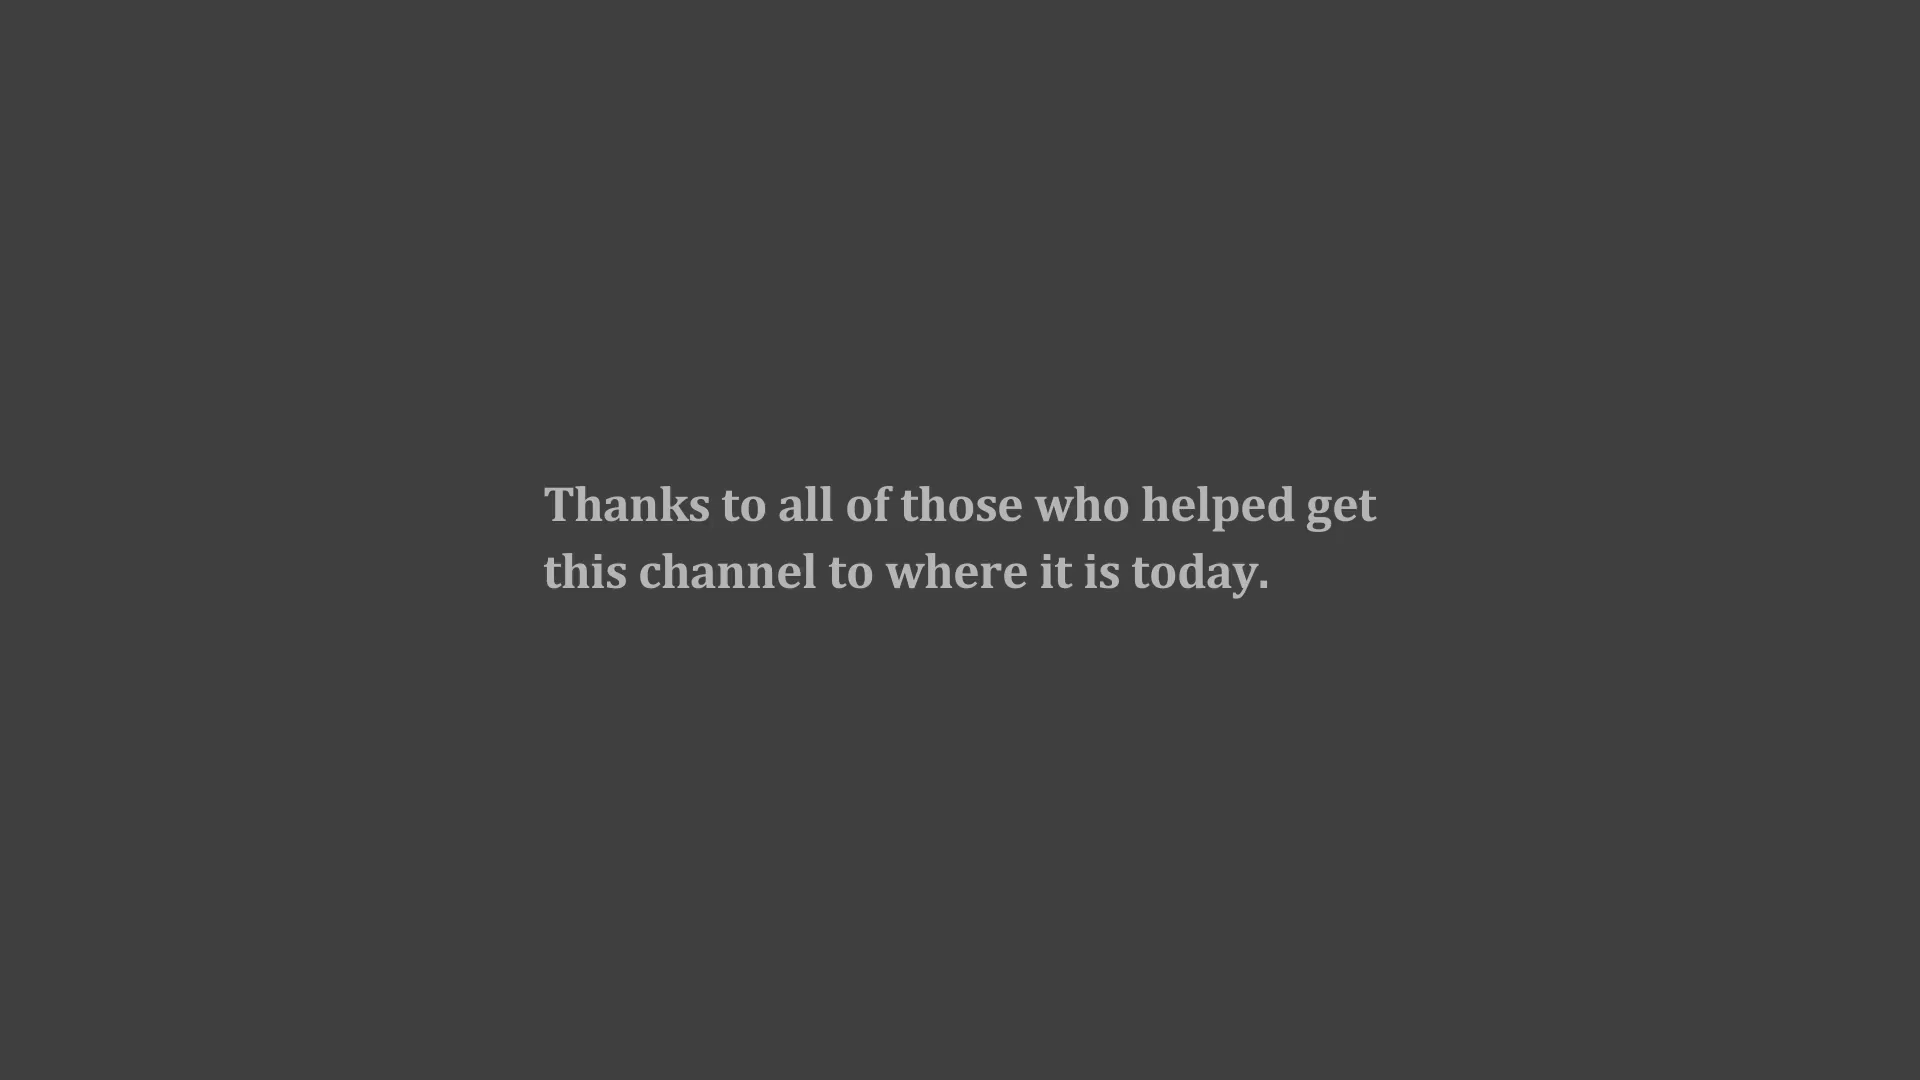 Thanks to all of those who helped get
this channel to where it is today.